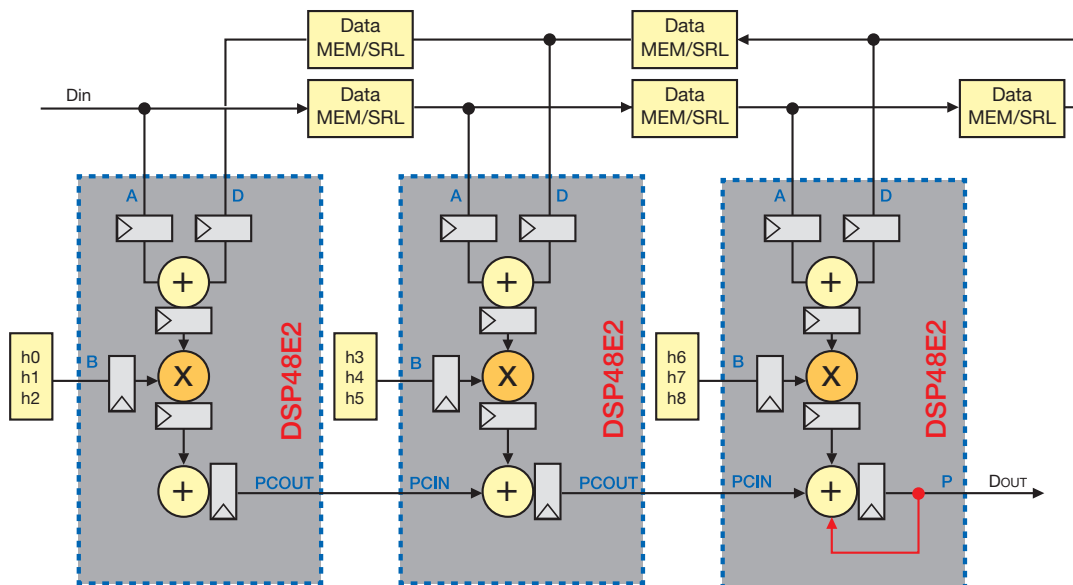 Data
MEM/SRL
Data
MEM/SRL
Din
Data
MEM/SRL
Data
MEM/SRL
Data
MEM/SRL
A
D
A
D
A
D
h0
h1
h2
B
X
DSP48E2
h3
h4
h5
B
X
DSP48E2
h6
h7
h8
B
X
DSP48E2
+
+
+
+
PCOUT
PCIN
+
PCOUT
PCIN
+
P
DOUT